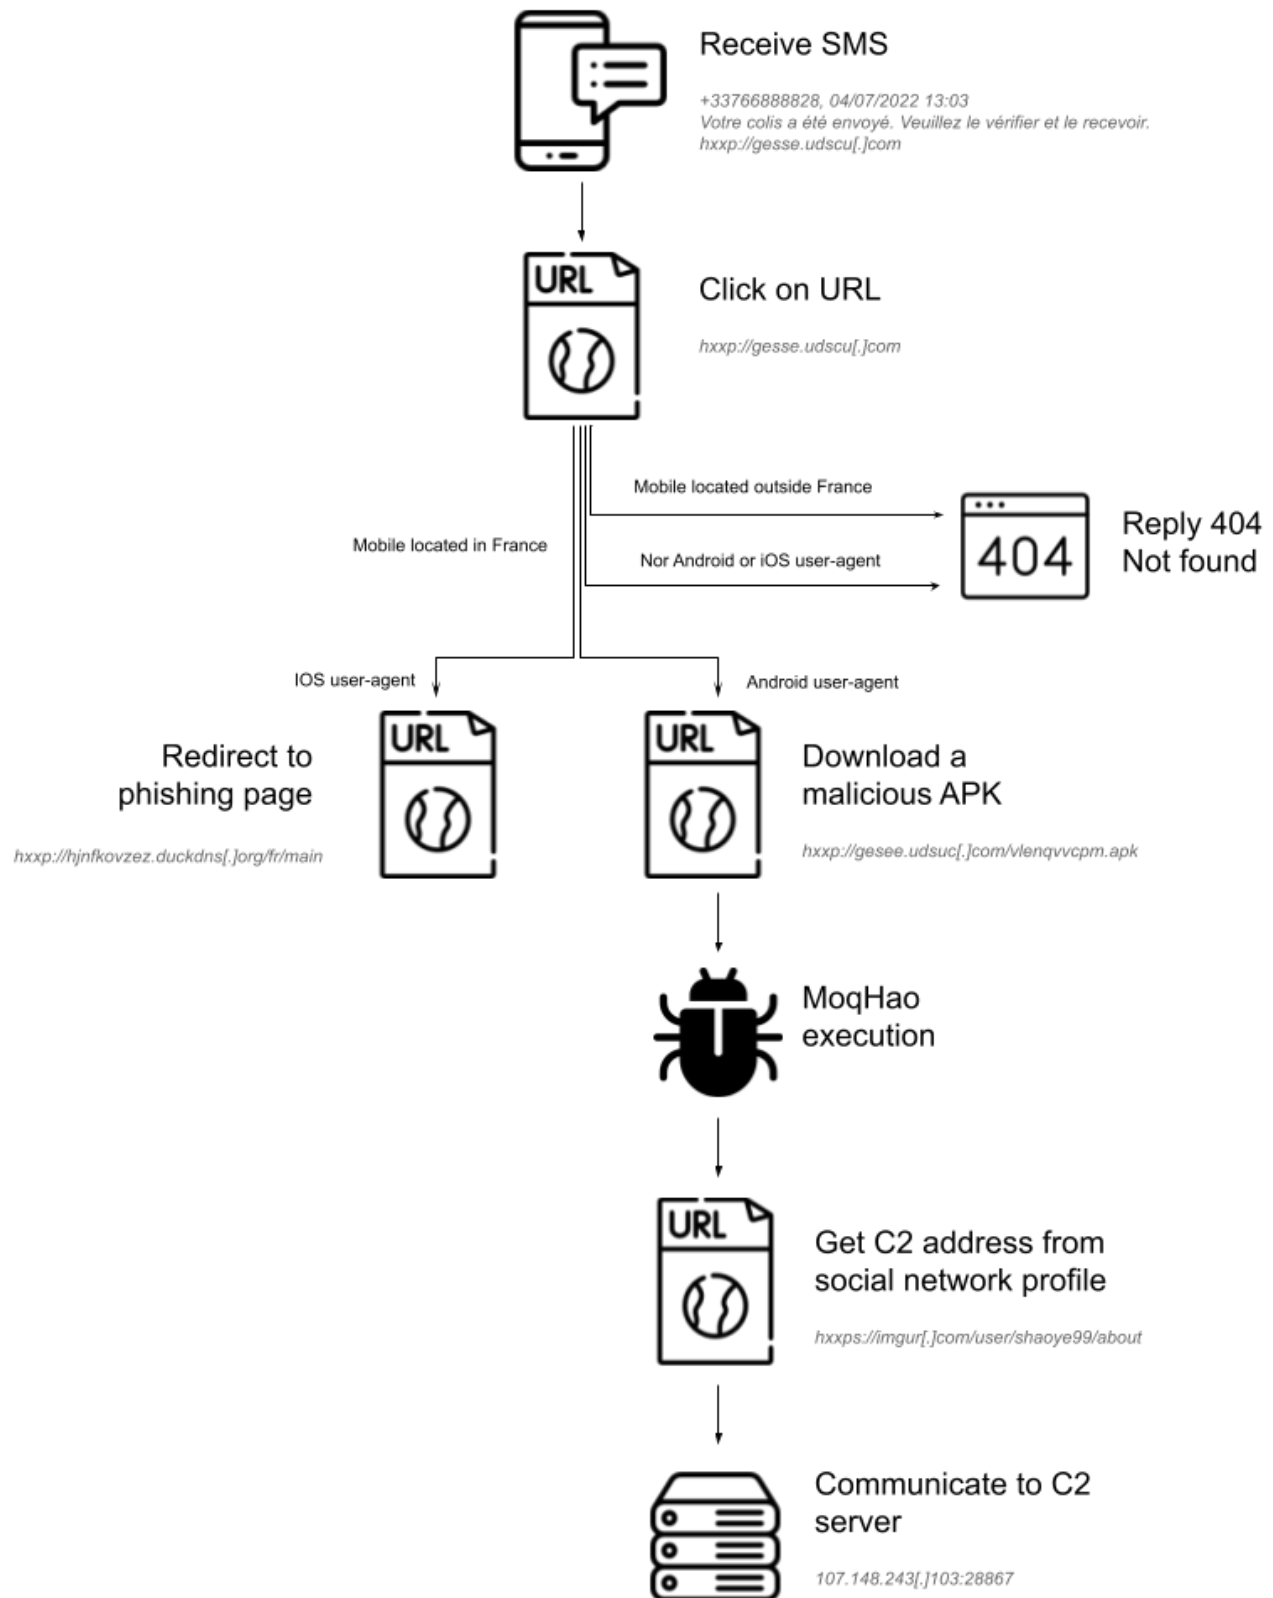 Receive SMS
+33766888828, 04/07/2022 13:03
Votre colis a été envoyé. Veuillez le vérifier et le recevoir.
hxxp://gesse.udscu[.]com
URL
Click on URL
hxxp://gesse.udscu[.]com
Mobile located outside France
Mobile located in France
Nor Android or iOS user-agent
404
Reply 404
Not found
IOS user-agent
Android user-agent
Redirect to
phishing page
hxxp://hjnfkovzez.duckdns[.]org/fr/main
URL
URL
Download a
malicious APK
hxxp://gesee.udsuc[.]com/vlenqvvcpm.apk
MoqHao
execution
URL
Get C2 address from
social network profile
hxxps://imgur[.]com/user/shaoye99/about
Communicate to C2
server
107.148.243[.]103:28867